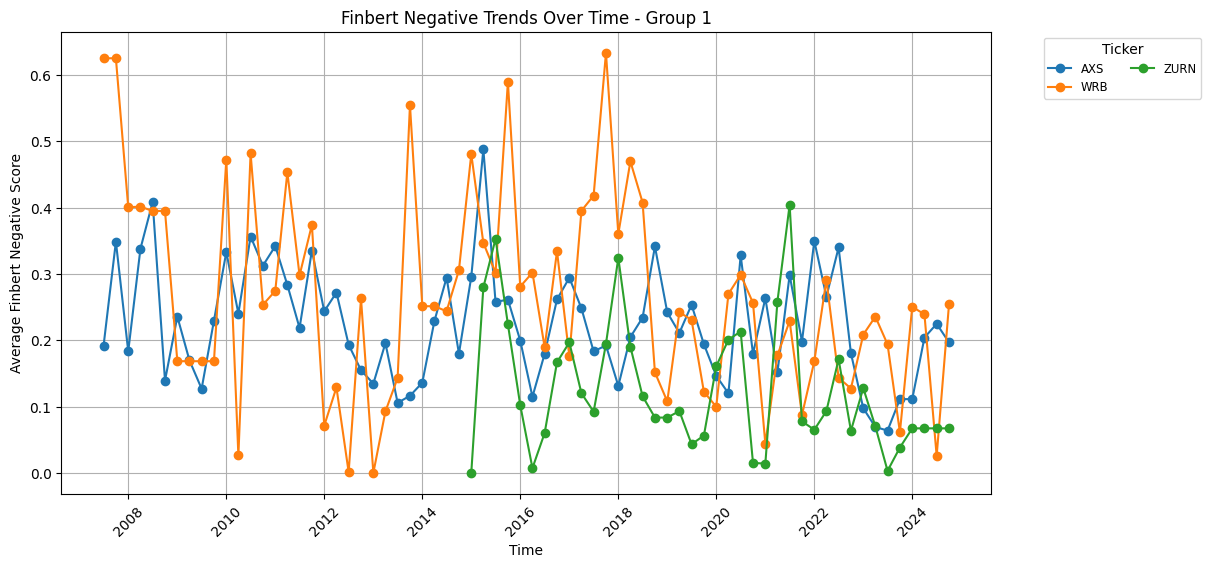 Finbert Negative Trends Over Time - Group 1
Average Finbert Negative Score
0.6
0.5
0.4
0.3
0.2
0.1
0.0
2008
2010
2012
2014
2016
2018
2020
2022
2024
Time
Ticker
AXS
WRB
ZURN